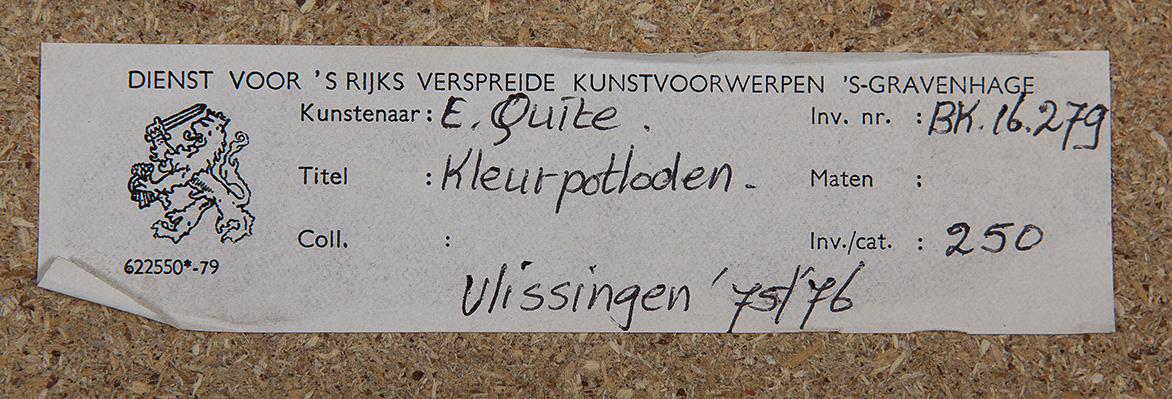 DIENST VOOR 'S RIJKS VERSPREIDE KUNSTVOORWERPEN 'S-GRAVENHAGE
Kunstenaar : E. Quite. Inv. nr. : BK.16.279
Titel : Kleurpotloden- Maten :
Coll. : Inv./cat. : 250
622550*-79
Vlissingen '75/'76